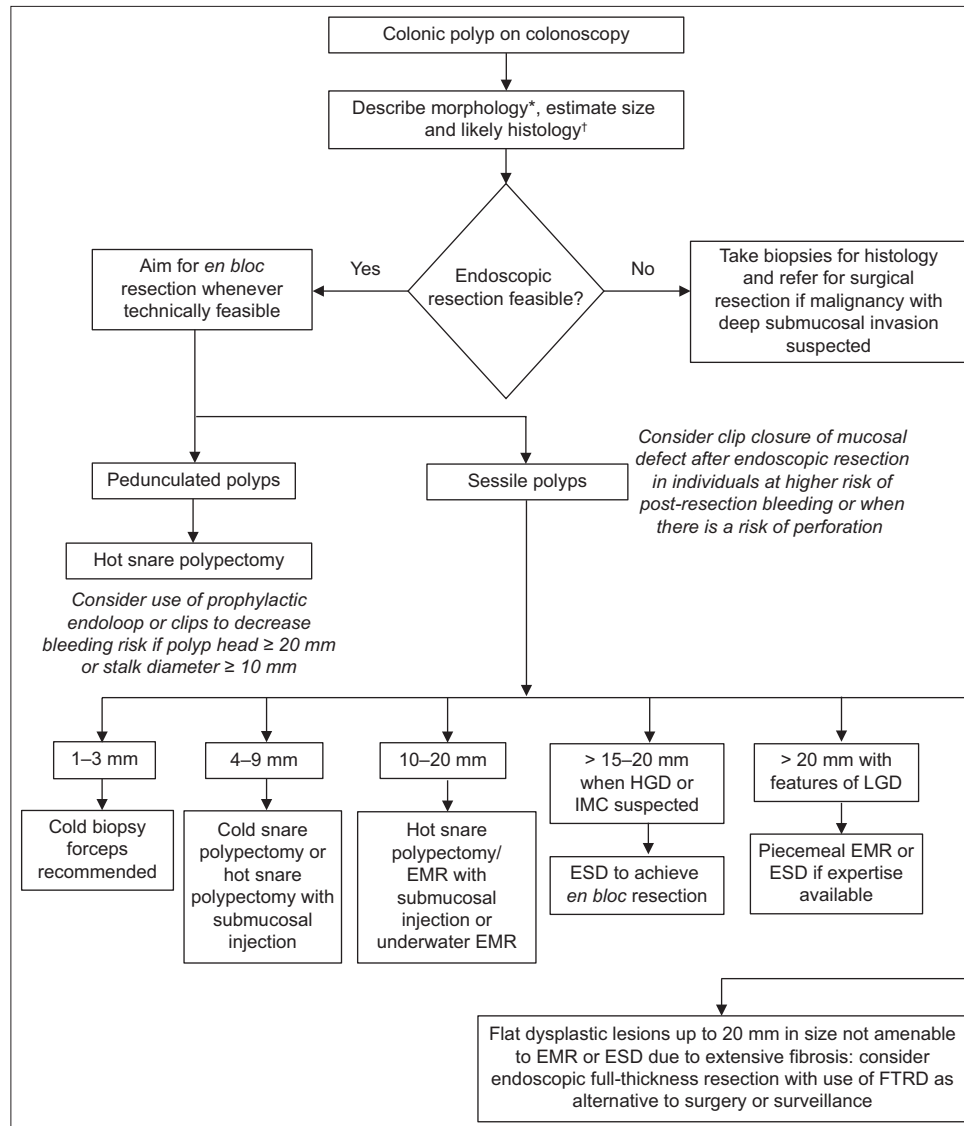 Colonic polyp on colonoscopy
Describe morphology*, estimate size
and likely histology†
Endoscopic
resection feasible?
Yes
No
Aim for en bloc
resection whenever
technically feasible
Take biopsies for histology
and refer for surgical
resection if malignancy with
deep submucosal invasion
suspected
Consider clip closure of mucosal
defect after endoscopic resection
in individuals at higher risk of
post-resection bleeding or when
there is a risk of perforation
Pedunculated polyps
Sessile polyps
Hot snare polypectomy
Consider use of prophylactic
endoloop or clips to decrease
bleeding risk if polyp head ≥ 20 mm
or stalk diameter ≥ 10 mm
1–3 mm
Cold biopsy
forceps
recommended
4–9 mm
Cold snare
polypectomy or
hot snare
polypectomy with
submucosal
injection
10–20 mm
Hot snare
polypectomy/
EMR with
submucosal
injection or
underwater EMR
> 15–20 mm
when HGD or
IMC suspected
ESD to achieve
en bloc resection
> 20 mm with
features of LGD
Piecemeal EMR or
ESD if expertise
available
Flat dysplastic lesions up to 20 mm in size not amenable
to EMR or ESD due to extensive fibrosis: consider
endoscopic full-thickness resection with use of FTRD as
alternative to surgery or surveillance